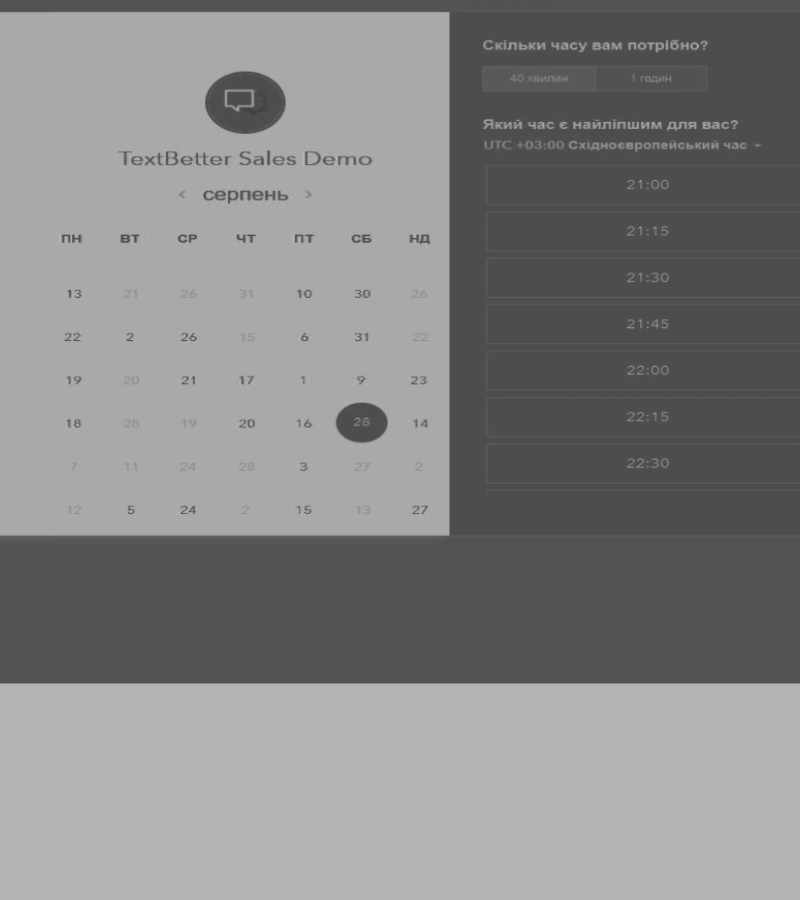 TextBetter Sales Demo
‹ серпень ›
ПН ВТ СР ЧТ ПТ СБ НД
13 21 26 31 10 30 26
22 2 26 15 6 31 22
19 20 21 17 1 9 23
18 28 19 20 16 28 14
7 11 24 28 3 27 2
12 5 24 2 15 13 27
Скільки часу вам потрібно?
40 хвилин 1 годин
Який час є найліпшим для вас?
UTC +03:00 Східноєвропейський час
21:00
21:15
21:30
21:45
22:00
22:15
22:30